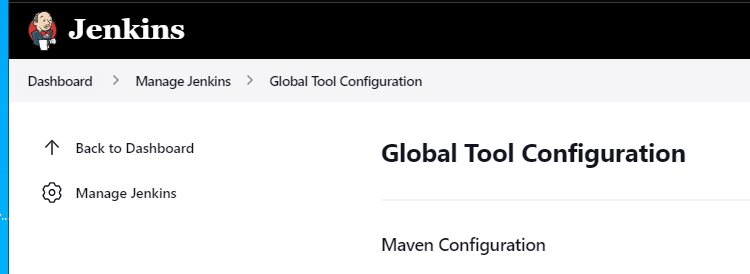 Jenkins
Dashboard > Manage Jenkins > Global Tool Configuration
Back to Dashboard
Manage Jenkins
Global Tool Configuration
Maven Configuration